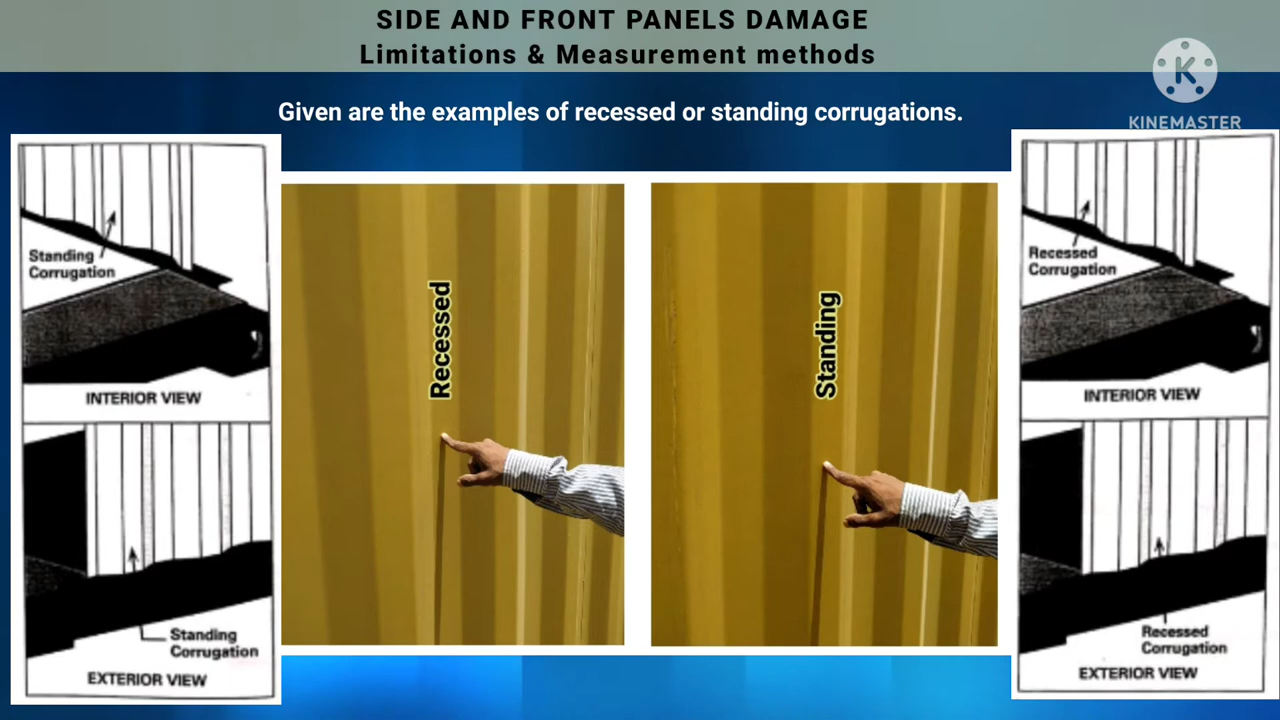 SIDE AND FRONT PANELS DAMAGE
Limitations & Measurement methods
K
KINEMASTER
Given are the examples of recessed or standing corrugations.
Standing
Corrugation
INTERIOR VIEW
Standing
Corrugation
EXTERIOR VIEW
Recessed
Standing
Recessed
Corrugation
INTERIOR VIEW
Recessed
Corrugation
EXTERIOR VIEW